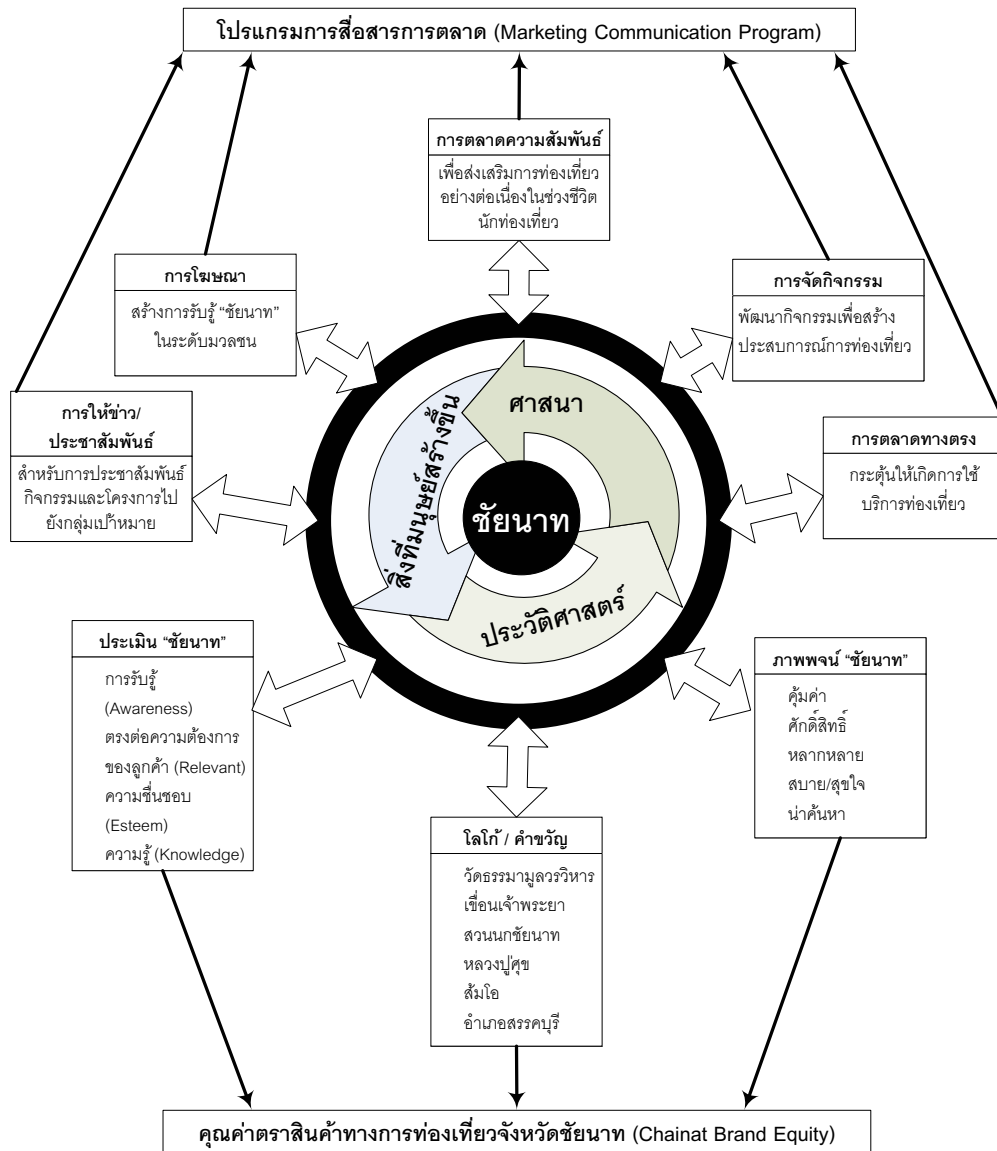 โปรแกรมการสื่อสารการตลาด (Marketing Communication Program)
การตลาดความสัมพันธ์
เพื่อส่งเสริมการท่องเที่ยว
อย่างต่อเนื่องในช่วงชีวิต
นักท่องเที่ยว
การโฆษณา
สร้างการรับรู้ “ชัยนาท”
ในระดับมวลชน
การจัดกิจกรรม
พัฒนากิจกรรมเพื่อสร้าง
ประสบการณ์การท่องเที่ยว
การให้ข่าว/
ประชาสัมพันธ์
สำหรับการประชาสัมพันธ์
กิจกรรมและโครงการไป
ยังกลุ่มเป้าหมาย
การตลาดทางตรง
กระตุ้นให้เกิดการใช้
บริการท่องเที่ยว
ศาสนา
สิ่งที่มนุษย์สร้างขึ้น
ชัยนาท
ประวัติศาสตร์
ประเมิน “ชัยนาท”
การรับรู้
(Awareness)
ตรงต่อความต้องการ
ของลูกค้า (Relevant)
ความชื่นชอบ
(Esteem)
ความรู้ (Knowledge)
ภาพพจน์ “ชัยนาท”
คุ้มค่า
ศักดิ์สิทธิ์
หลากหลาย
สบาย/สุขใจ
น่าค้นหา
โลโก้ / คำขวัญ
วัดธรรมามูลวรวิหาร
เขื่อนเจ้าพระยา
สวนนกชัยนาท
หลวงปู่ศุข
ส้มโอ
อำเภอสรรคบุรี
คุณค่าตราสินค้าทางการท่องเที่ยวจังหวัดชัยนาท (Chainat Brand Equity)